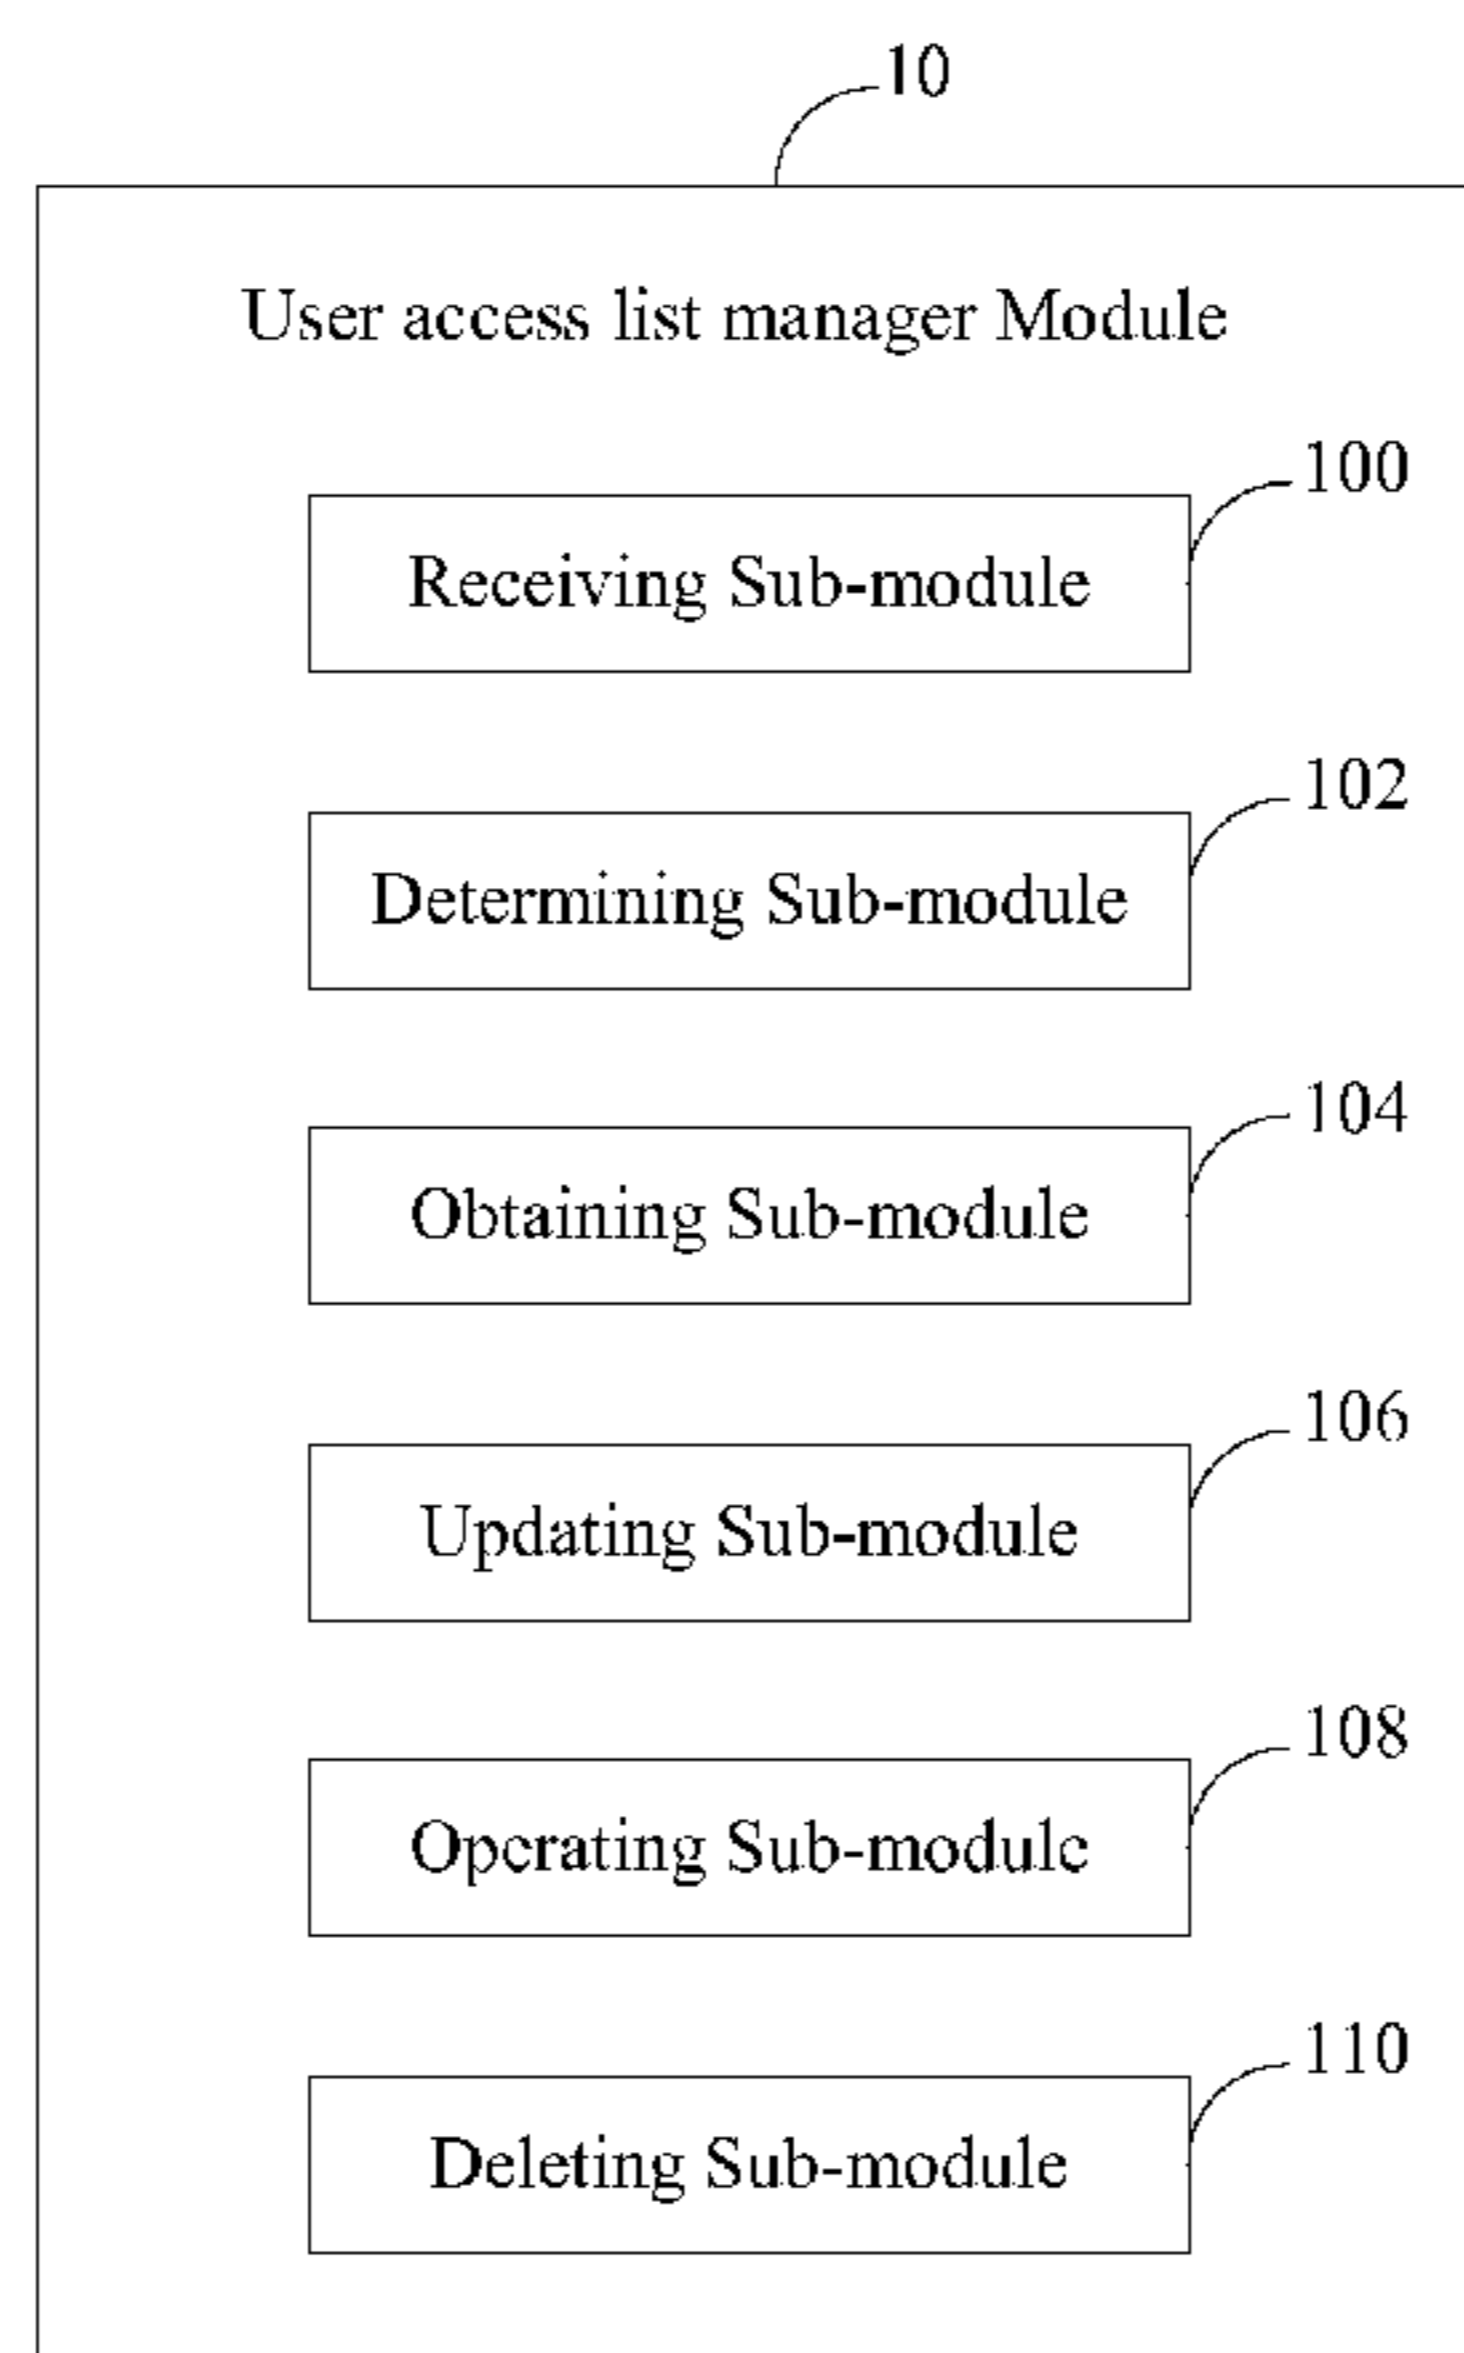 10
User access list manager Module
100
Receiving Sub-module
102
Determining Sub-module
104
Obtaining Sub-module
106
Updating Sub-module
108
Operating Sub-module
110
Deleting Sub-module